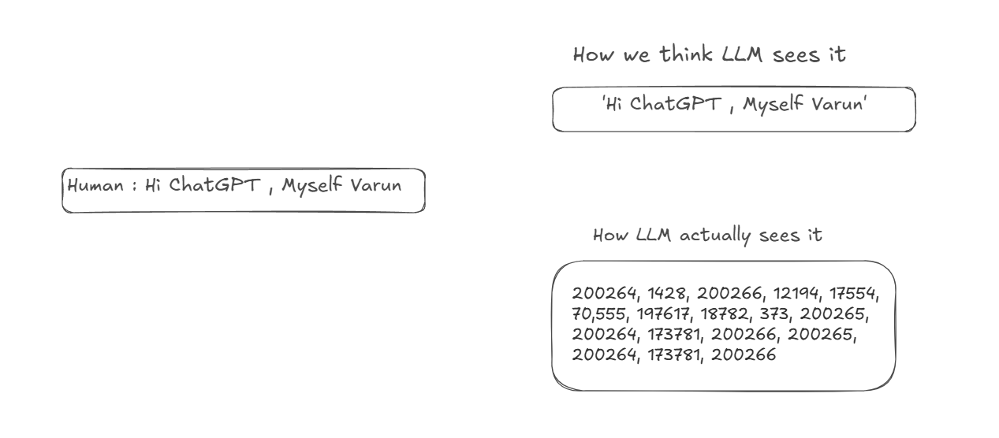 Human : Hi ChatGPT , Myself Varun
How we think LLM sees it
'Hi ChatGPT , Myself Varun'
How LLM actually sees it
200264, 1428, 200266, 12194, 17554,
70,555, 197617, 18782, 373, 200265,
200264, 173781, 200266, 200265,
200264, 173781, 200266